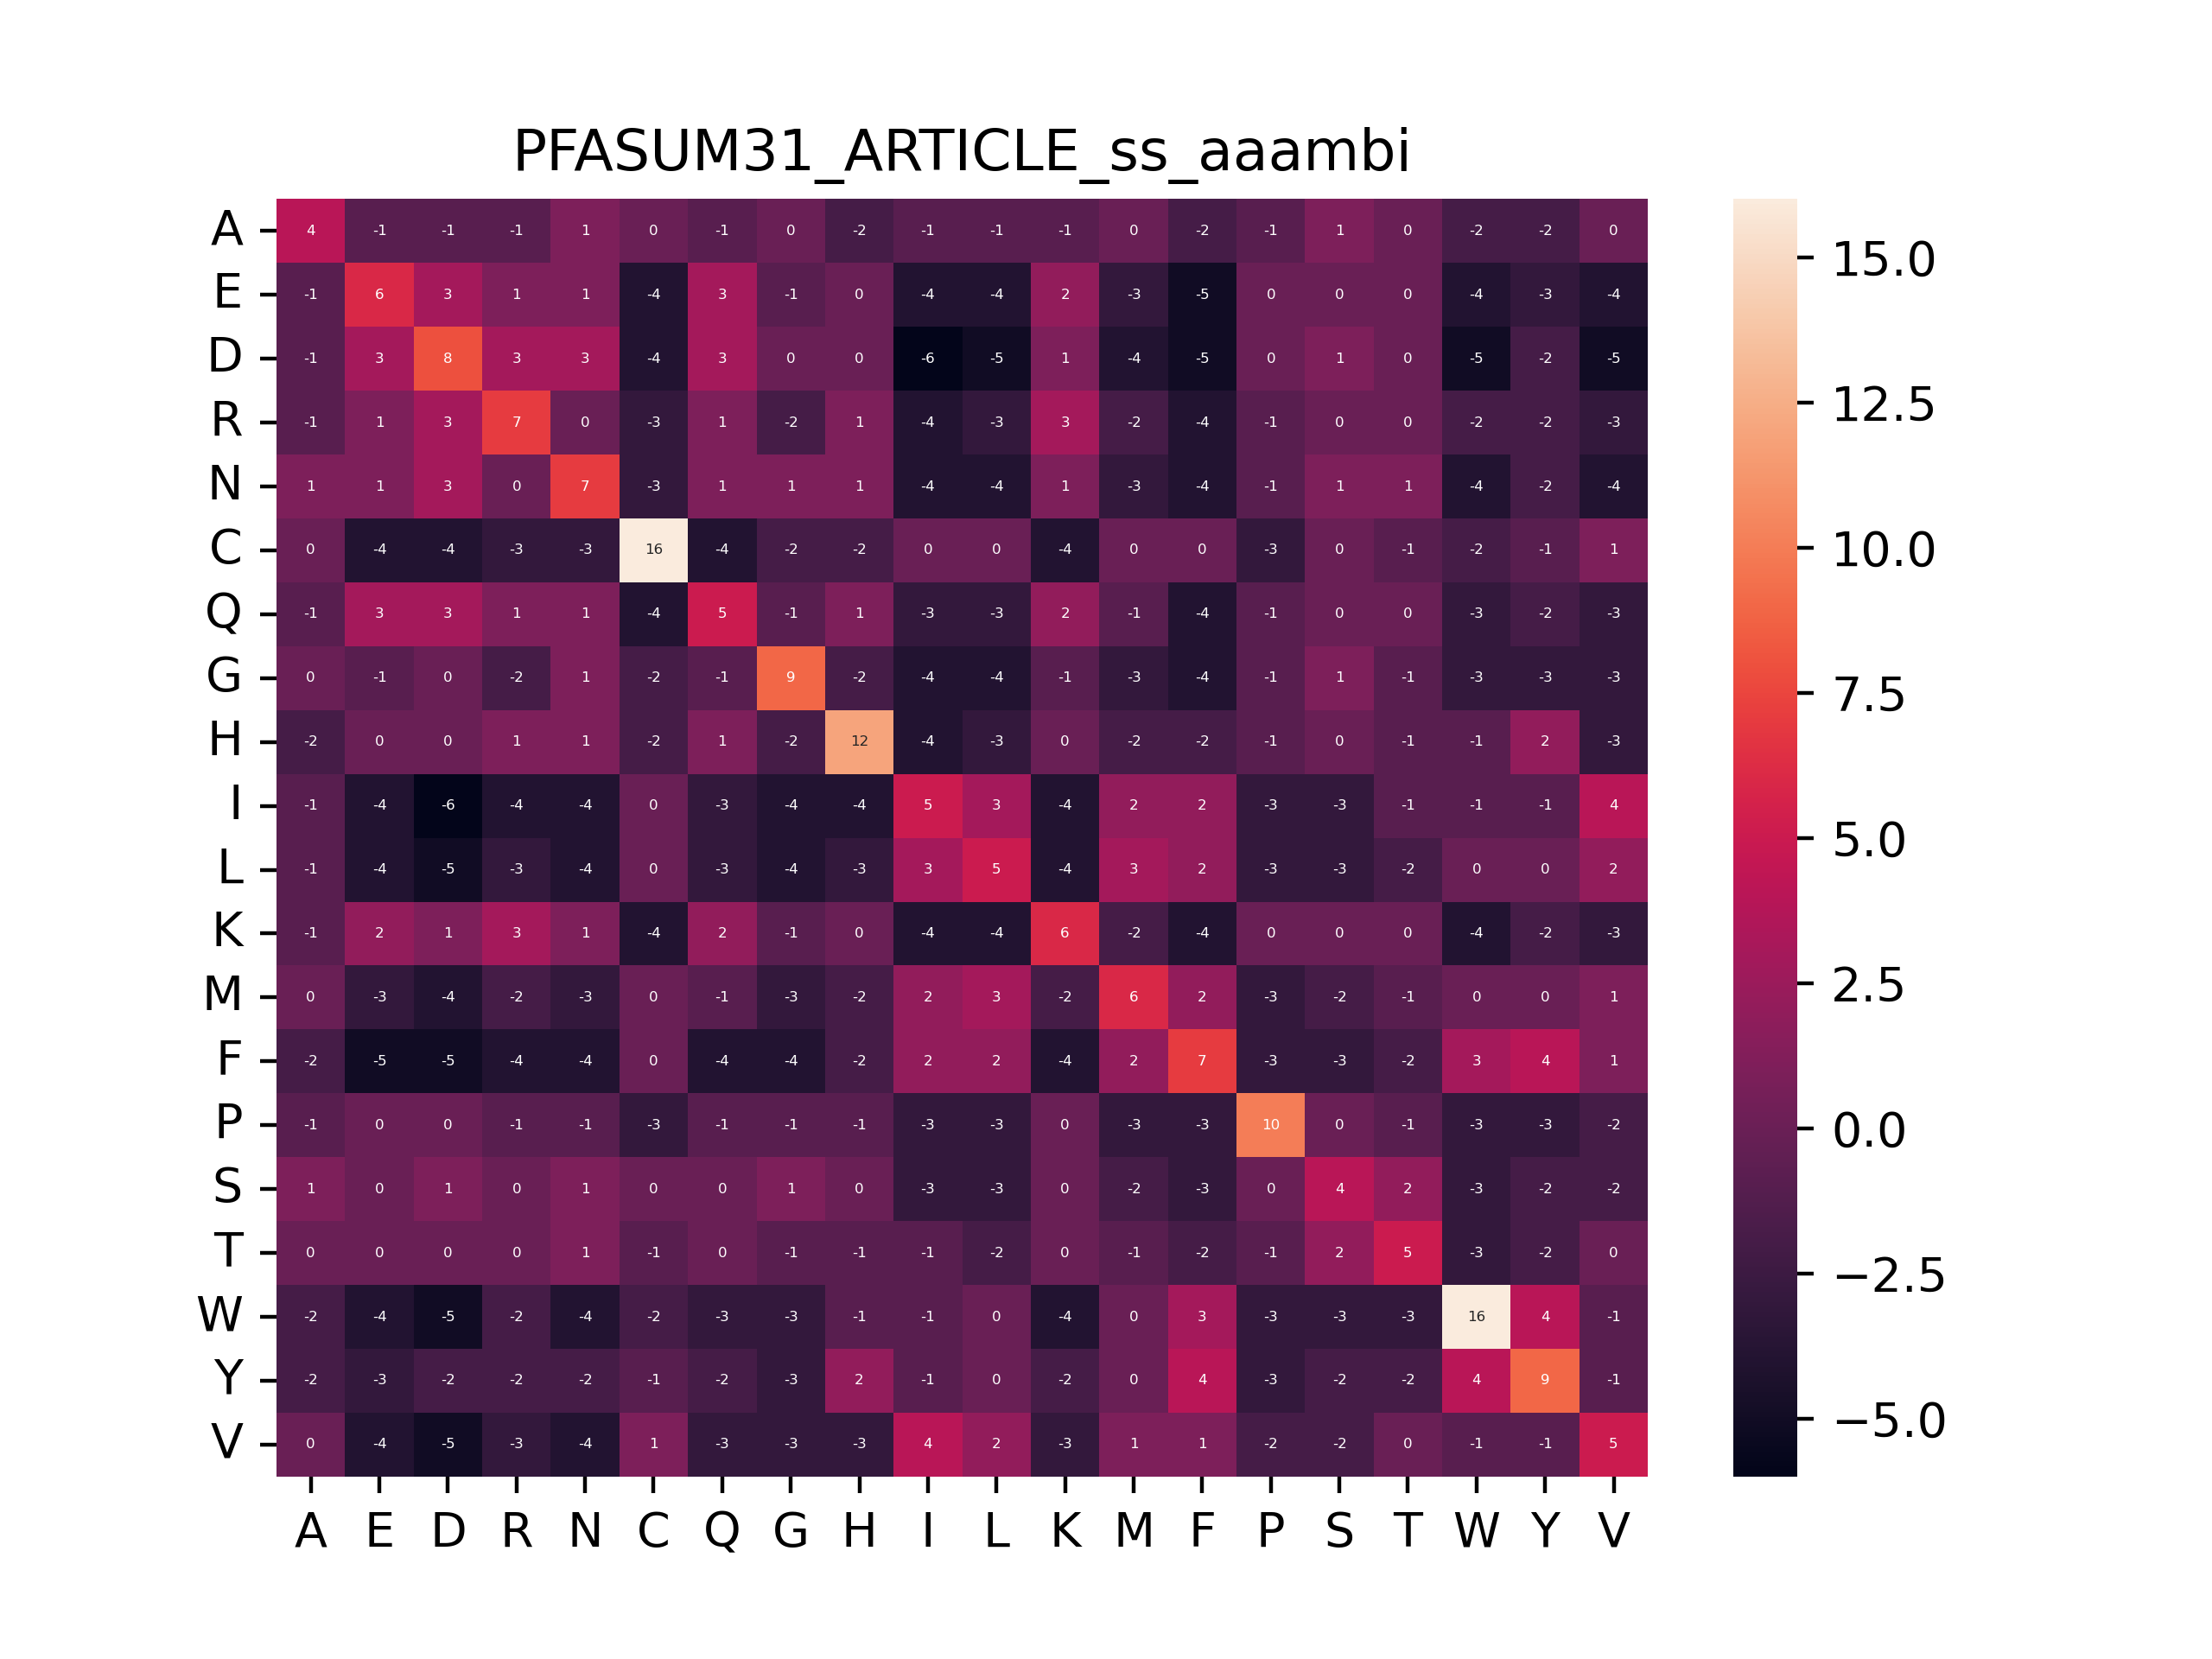 PFASUM31_ARTICLE_ss_aaambi
A 4 -1 -1 -1 1 0 -1 0 -2 -1 -1 -1 0 -2 -1 1 0 -2 -2 0
E -1 6 3 1 1 -4 3 -1 0 -4 -4 2 -3 -5 0 0 0 -4 -3 -4
D -1 3 8 3 3 -4 3 0 0 -6 -5 1 -4 -5 0 1 0 -5 -2 -5
R -1 1 3 7 0 -3 1 -2 1 -4 -3 3 -2 -4 -1 0 0 -2 -2 -3
N 1 1 3 0 7 -3 1 1 1 -4 -4 1 -3 -4 -1 1 1 -4 -2 -4
C 0 -4 -4 -3 -3 16 -4 -2 -2 0 0 -4 0 0 -3 0 -1 -2 -1 1
Q -1 3 3 1 1 -4 5 -1 1 -3 -3 2 -1 -4 -1 0 0 -3 -2 -3
G 0 -1 0 -2 1 -2 -1 9 -2 -4 -4 -1 -3 -4 -1 1 -1 -3 -3 -3
H -2 0 0 1 1 -2 1 -2 12 -4 -3 0 -2 -2 -1 0 -1 -1 2 -3
I -1 -4 -6 -4 -4 0 -3 -4 -4 5 3 -4 2 2 -3 -3 -1 -1 -1 4
L -1 -4 -5 -3 -4 0 -3 -4 -3 3 5 -4 3 2 -3 -3 -2 0 0 2
K -1 2 1 3 1 -4 2 -1 0 -4 -4 6 -2 -4 0 0 0 -4 -2 -3
M 0 -3 -4 -2 -3 0 -1 -3 -2 2 3 -2 6 2 -3 -2 -1 0 0 1
F -2 -5 -5 -4 -4 0 -4 -4 -2 2 2 -4 2 7 -3 -3 -2 3 4 1
P -1 0 0 -1 -1 -3 -1 -1 -1 -3 -3 0 -3 -3 10 0 -1 -3 -3 -2
S 1 0 1 0 1 0 0 1 0 -3 -3 0 -2 -3 0 4 2 -3 -2 -2
T 0 0 0 0 1 -1 0 -1 -1 -1 -2 0 -1 -2 -1 2 5 -3 -2 0
W -2 -4 -5 -2 -4 -2 -3 -3 -1 -1 0 -4 0 3 -3 -3 -3 16 4 -1
Y -2 -3 -2 -2 -2 -1 -2 -3 2 -1 0 -2 0 4 -3 -2 -2 4 9 -1
V 0 -4 -5 -3 -4 1 -3 -3 -3 4 2 -3 1 1 -2 -2 0 -1 -1 5
A E D R N C Q G H I L K M F P S T W Y V
15.0
12.5
10.0
7.5
5.0
2.5
0.0
−2.5
−5.0